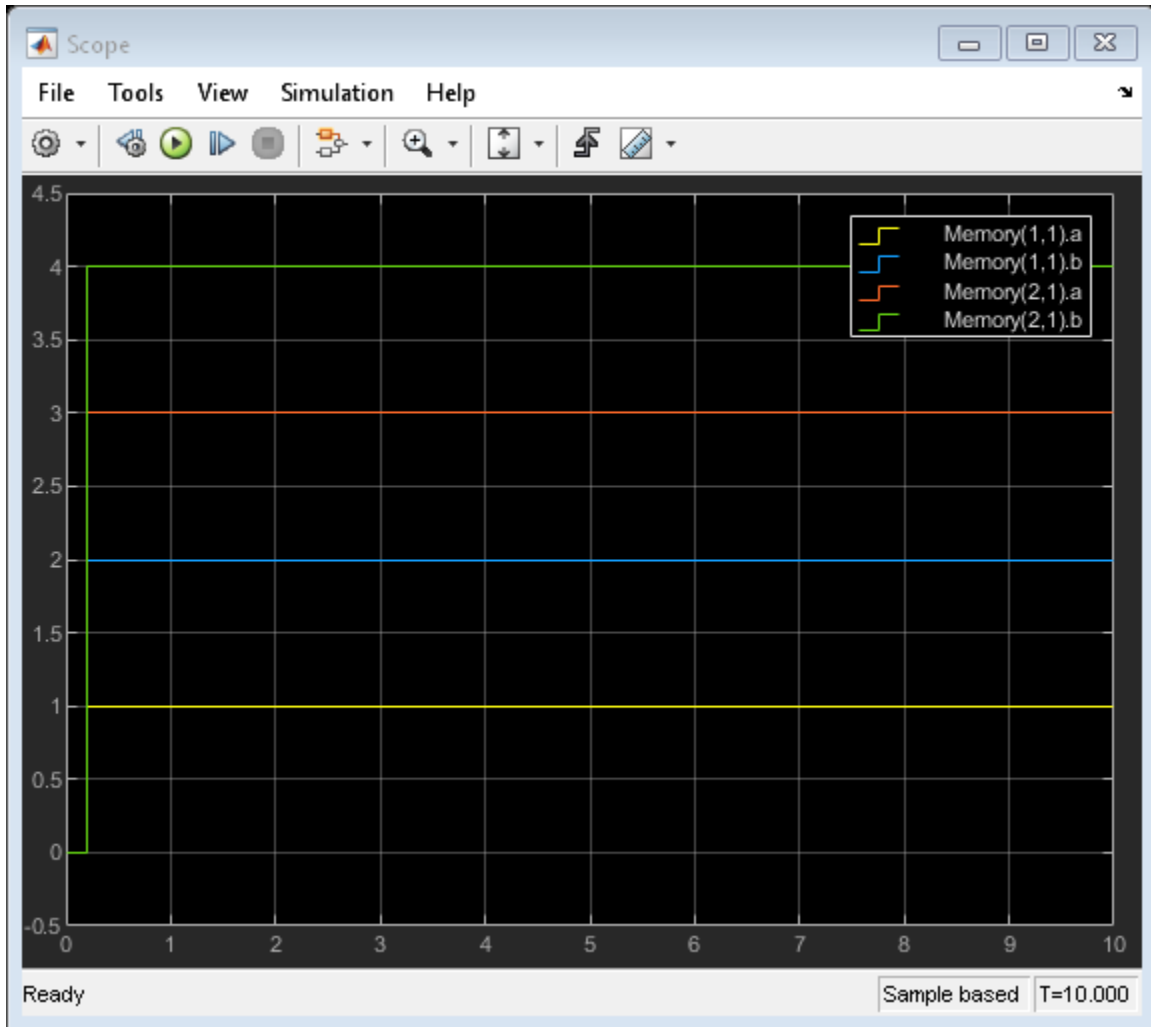 Scope
File Tools View Simulation Help
4.5
4
3.5
3
2.5
2
1.5
1
0.5
0
-0.5
Memory(1,1).a
Memory(1,1).b
Memory(2,1).a
Memory(2,1).b
0 1 2 3 4 5 6 7 8 9 10
Ready Sample based T=10.000